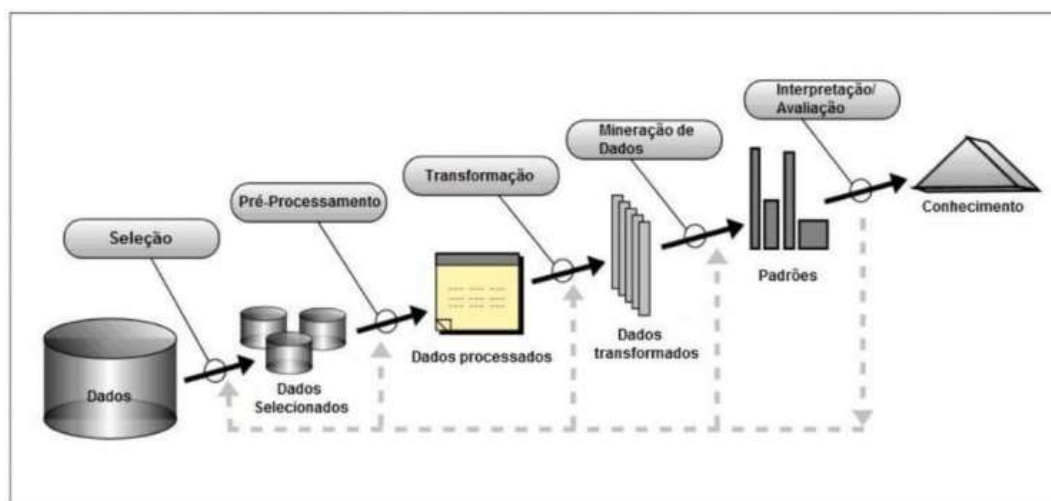 Interpretação/
Avaliação
Mineração de
Dados
Transformação
Pré-Processamento
Seleção
Conhecimento
Padrões
Dados
transformados
Dados processados
Dados
Selecionados
Dados